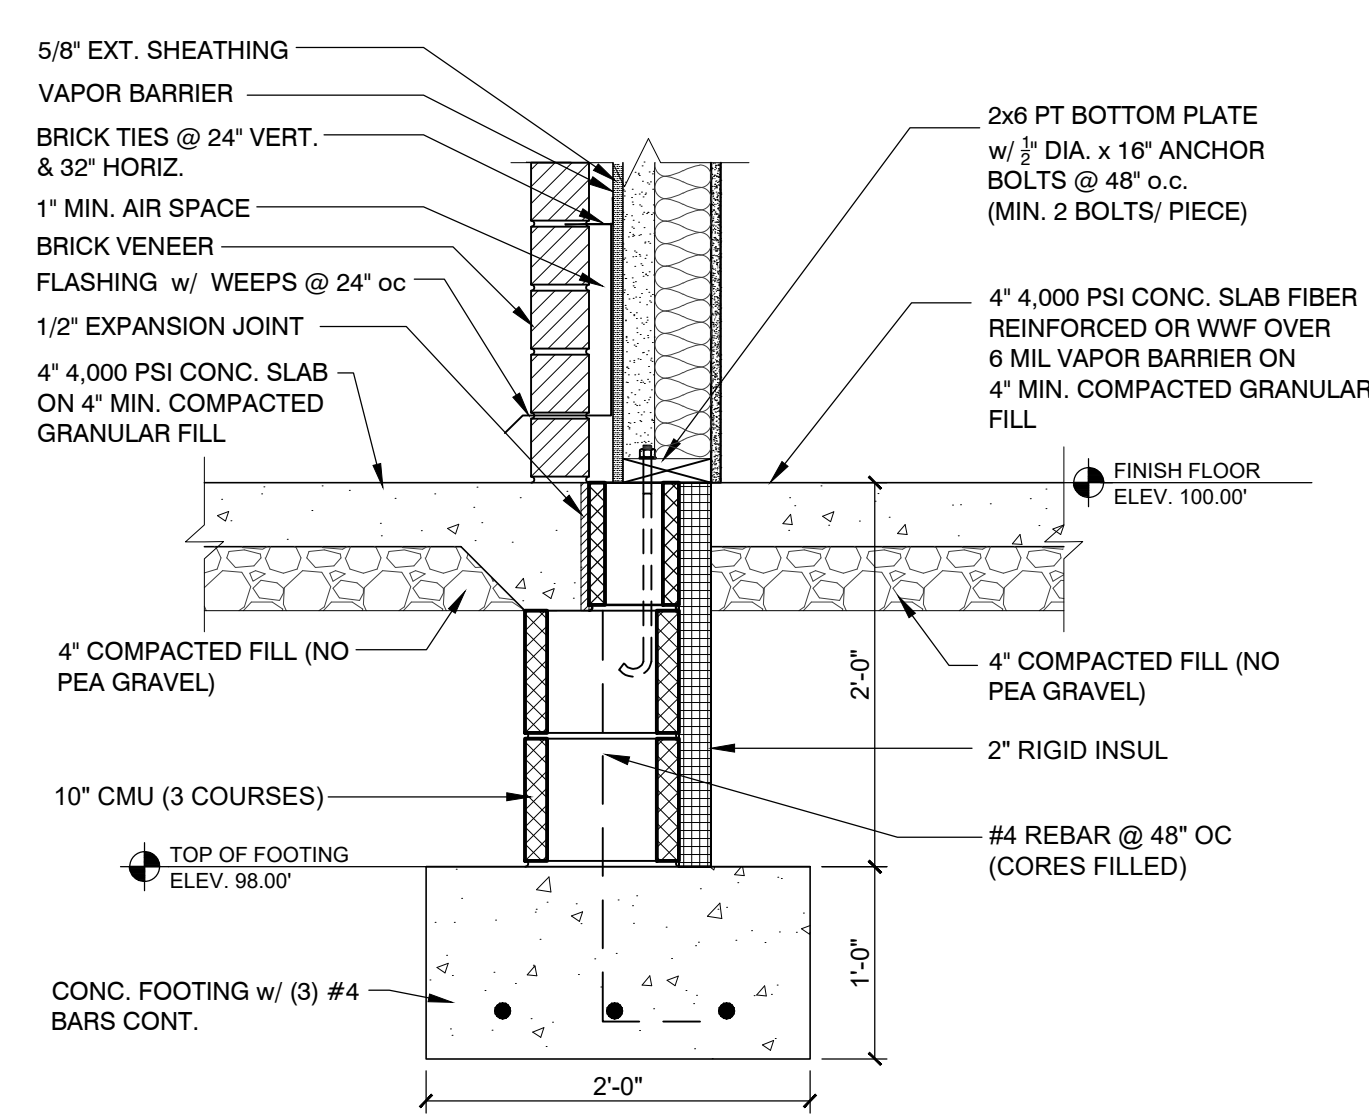 5/8" EXT. SHEATHING
VAPOR BARRIER
BRICK TIES @ 24" VERT.
& 32" HORIZ.
1" MIN. AIR SPACE
BRICK VENEER
FLASHING w/ WEEPS @ 24" oc
1/2" EXPANSION JOINT
4" 4,000 PSI CONC. SLAB
ON 4" MIN. COMPACTED
GRANULAR FILL
2x6 PT BOTTOM PLATE
w/ 1/2" DIA. x 16" ANCHOR
BOLTS @ 48" o.c.
(MIN. 2 BOLTS/ PIECE)
4" 4,000 PSI CONC. SLAB FIBER
REINFORCED OR WWF OVER
6 MIL VAPOR BARRIER ON
4" MIN. COMPACTED GRANULAR
FILL
FINISH FLOOR
ELEV. 100.00'
4" COMPACTED FILL (NO
PEA GRAVEL)
2'-0"
4" COMPACTED FILL (NO
PEA GRAVEL)
2" RIGID INSUL
10" CMU (3 COURSES)
#4 REBAR @ 48" OC
(CORES FILLED)
TOP OF FOOTING
ELEV. 98.00'
1'-0"
CONC. FOOTING w/ (3) #4
BARS CONT.
2'-0"